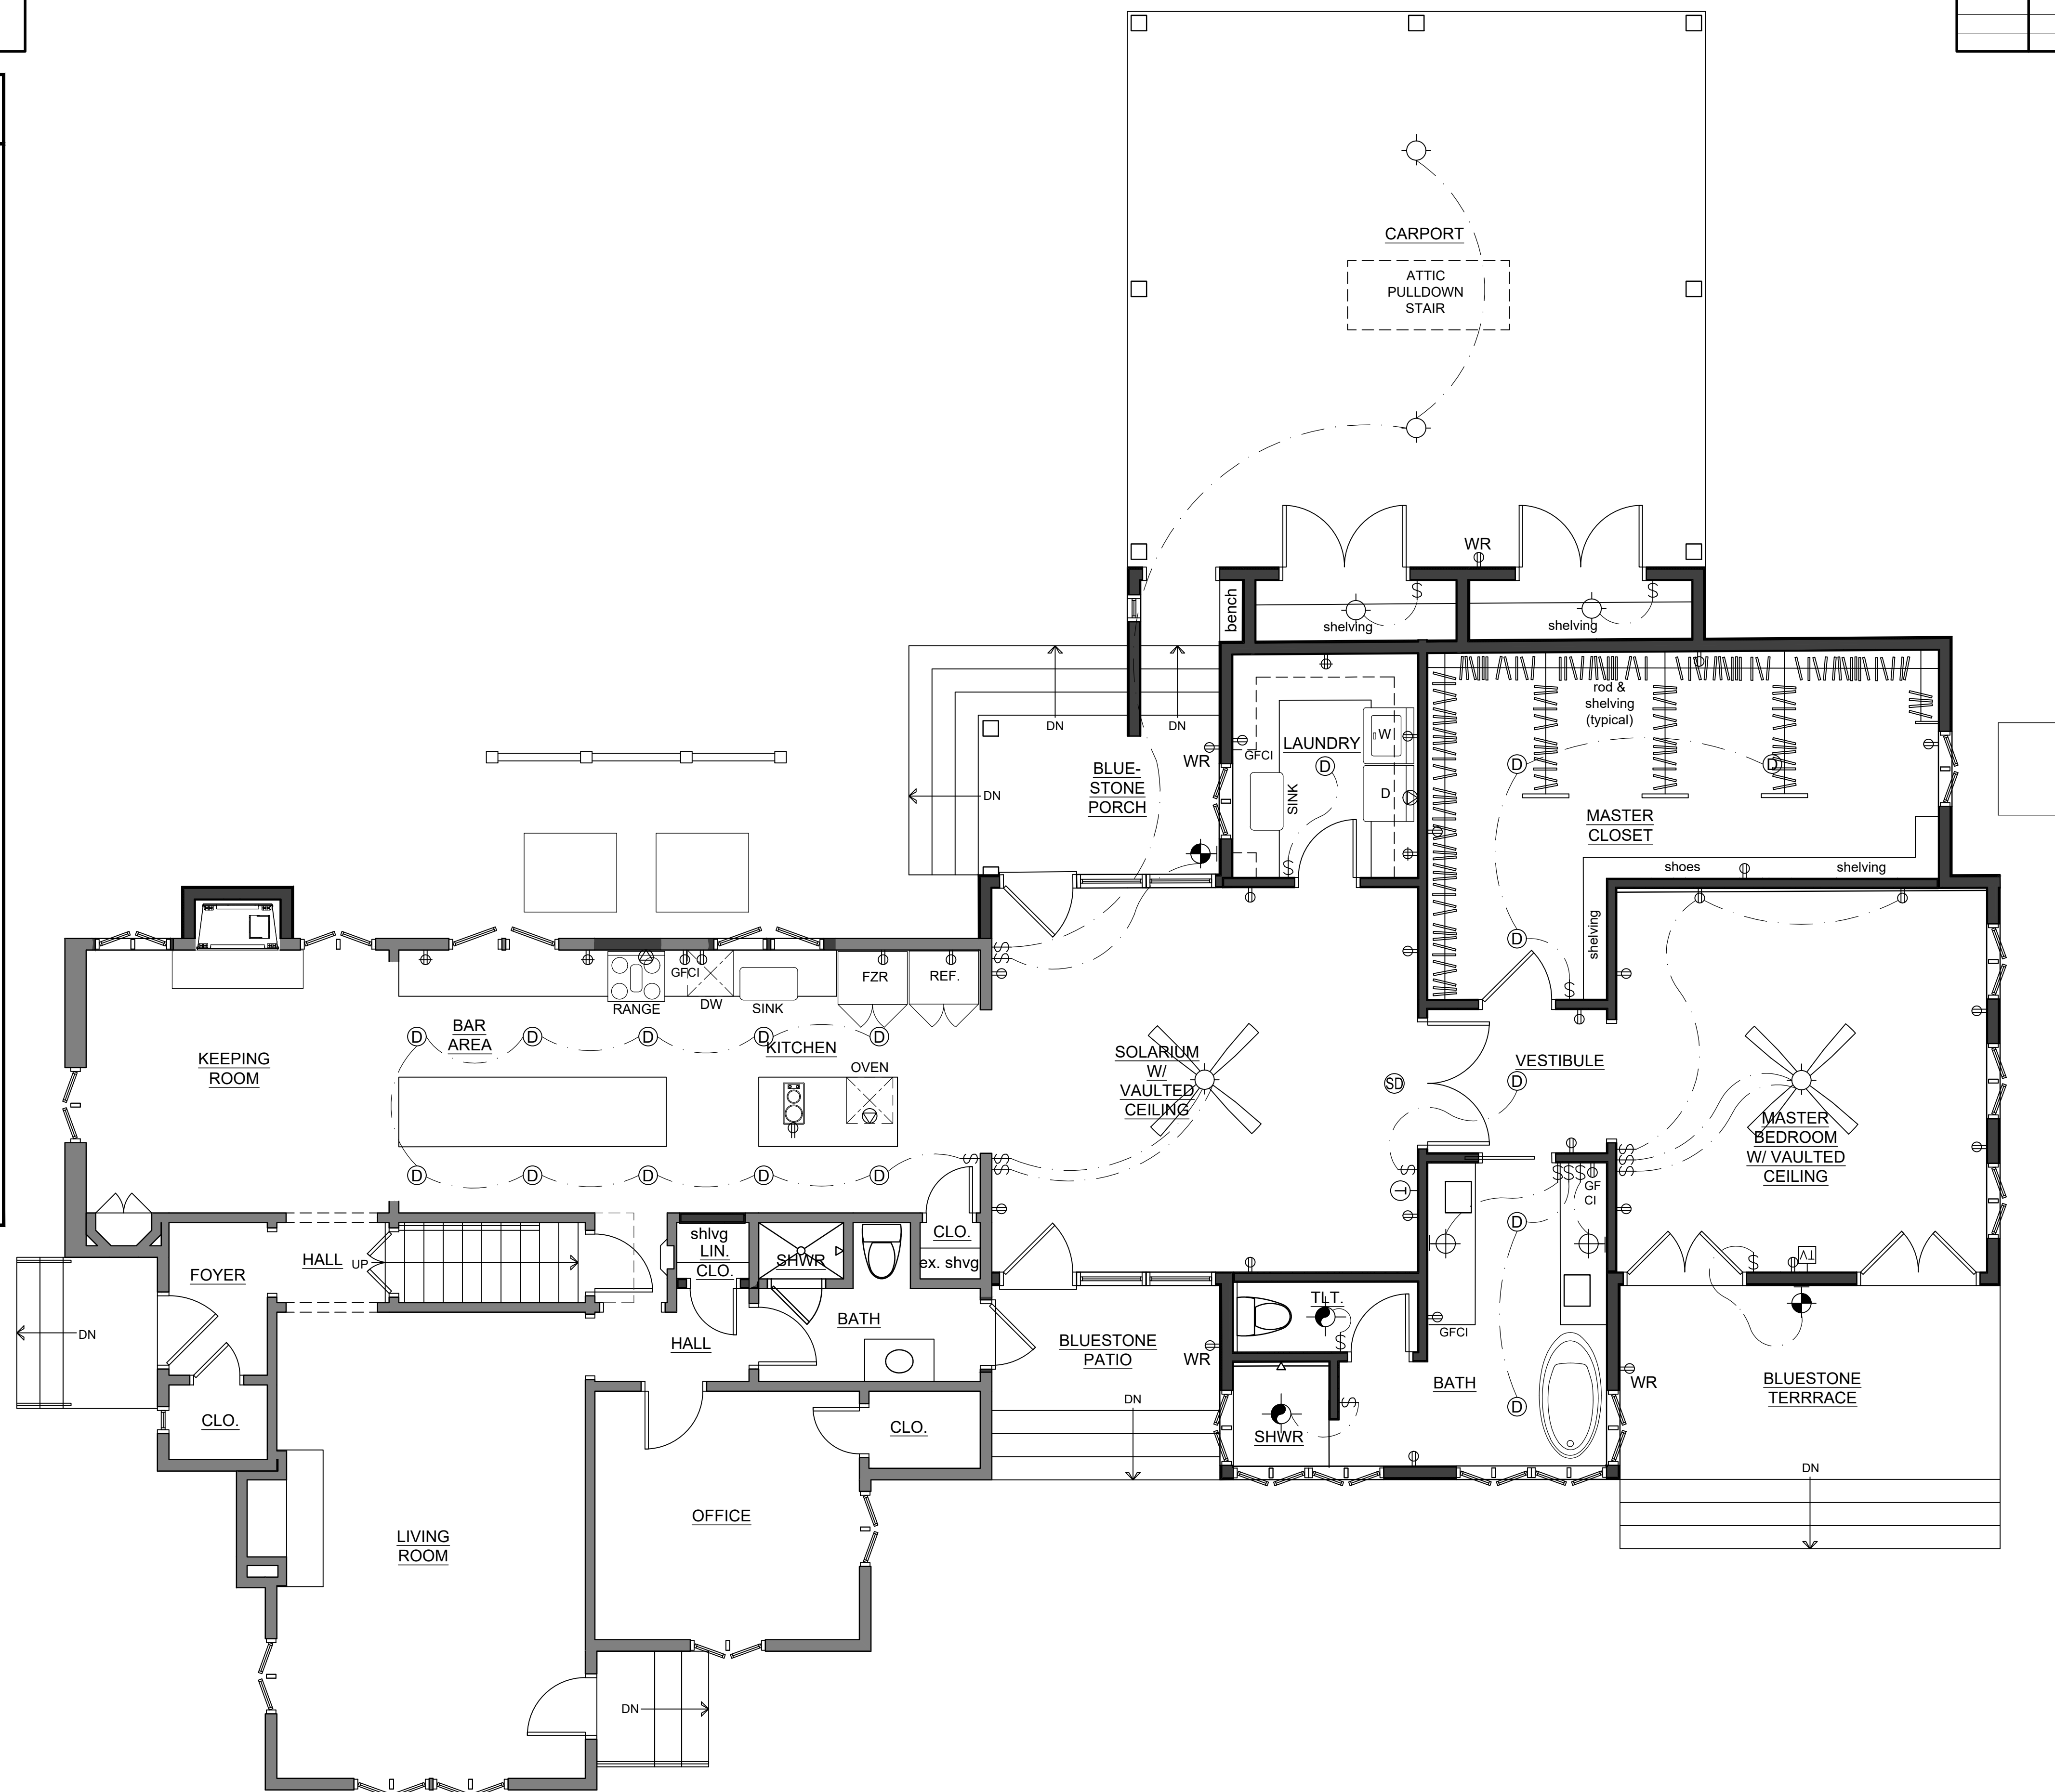 CARPORT
ATTIC
PULLDOWN
STAIR
WR
bench
shelving
$
shelving
$
rod &
shelving
(typical)
DN
DN
DN
BLUE-
STONE
PORCH
WR
GFCI
LAUNDRY
W
D
D
SINK
$
D
D
MASTER
CLOSET
shoes
shelving
shelving
D
$
RANGE
GFCI
DW
SINK
FZR
REF.
$
$
BAR
AREA
D
D
D
D
D
KITCHEN
OVEN
KEEPING
ROOM
SOLARIUM
W/
VAULTED
CEILING
SD
VESTIBULE
D
MASTER
BEDROOM
W/ VAULTED
CEILING
D
D
D
D
D
$
$
$
$
T
$$$
GF
CI
$
$
$
HALL
UP
FOYER
DN
CLO.
shlvg
LIN.
CLO.
SHWR
BATH
CLO.
ex. shvg
HALL
BLUESTONE
PATIO
WR
DN
TLT.
$
GFCI
D
BATH
D
SHWR
$
$
TV
WR
BLUESTONE
TERRRACE
DN
CLO.
OFFICE
LIVING
ROOM
DN